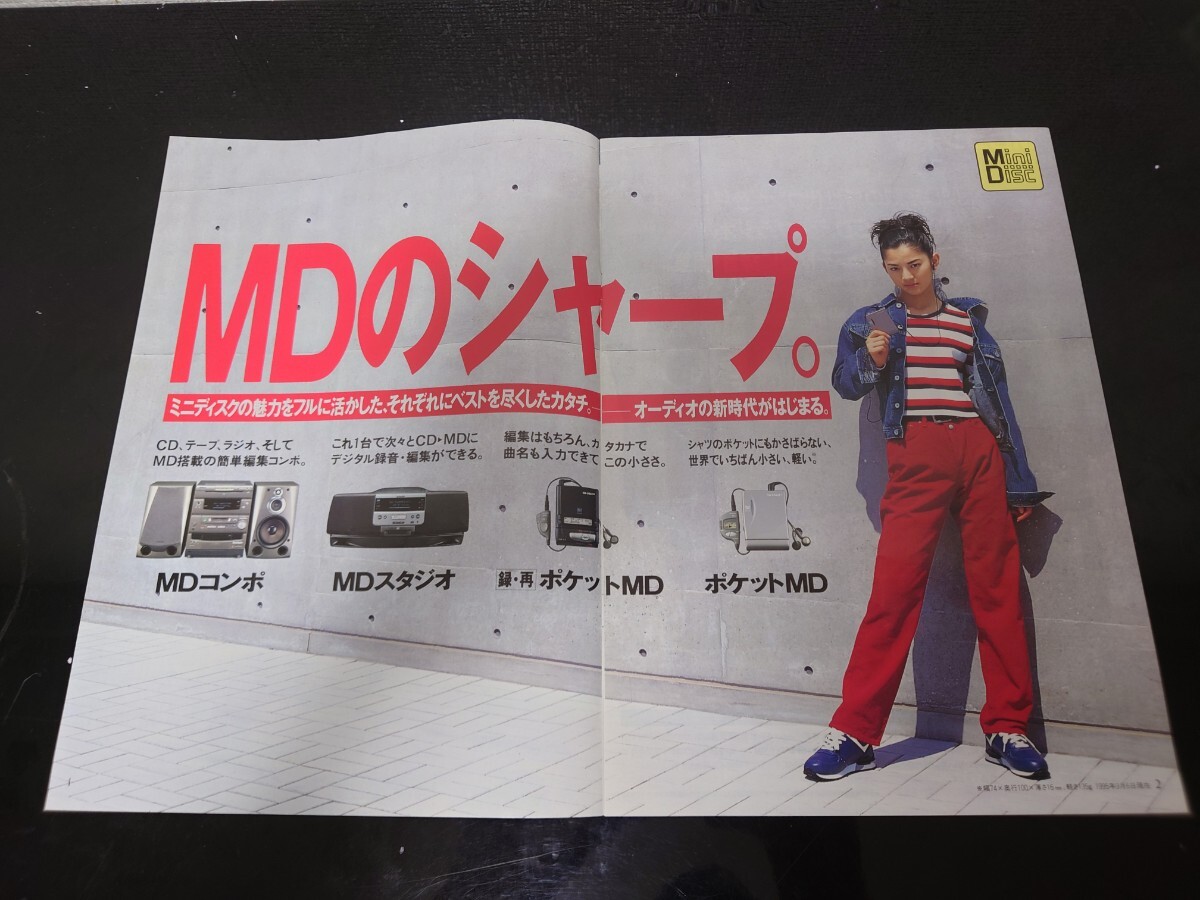 Mini
Disc
MDのシャープ。
ミニディスクの魅力をフルに活かした、それぞれにベストを尽くしたカタチ。——オーディオの新時代がはじまる。
CD、テープ、ラジオ、そして
MD搭載の簡単編集コンポ。
MDコンポ
これ1台で次々とCD▶MDに
デジタル録音・編集ができる。
MDスタジオ
編集はもちろん、カタカナで
曲名も入力できてこの小ささ。
録・再 ポケットMD
シャツのポケットにもかさばらない、
世界でいちばん小さい、軽い※。
ポケットMD
1
2